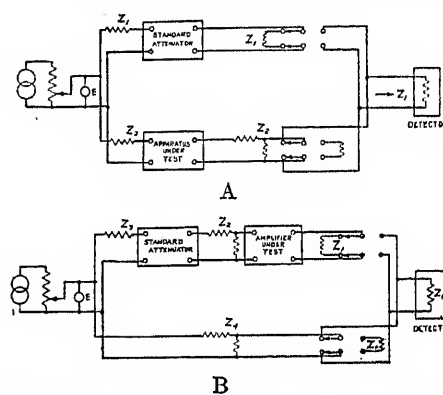 Z₁
STANDARD ATTENUATOR
Z₁
E
Z₁
DETECTOR
Z₃
APPARATUS UNDER TEST
Z₂
A
Z₃
STANDARD ATTENUATOR
Z₂
AMPLIFIER UNDER TEST
Z₁
E
Z₄
B